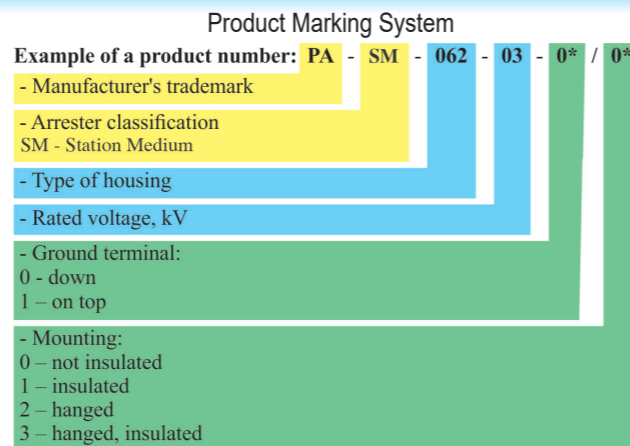 Product Marking System
Example of a product number: PA - SM - 062 - 03 - 0* / 0*
- Manufacturer's trademark
- Arrester classification
SM - Station Medium
- Type of housing
- Rated voltage, kV
- Ground terminal:
0 - down
1 – on top
- Mounting:
0 – not insulated
1 – insulated
2 – hanged
3 – hanged, insulated